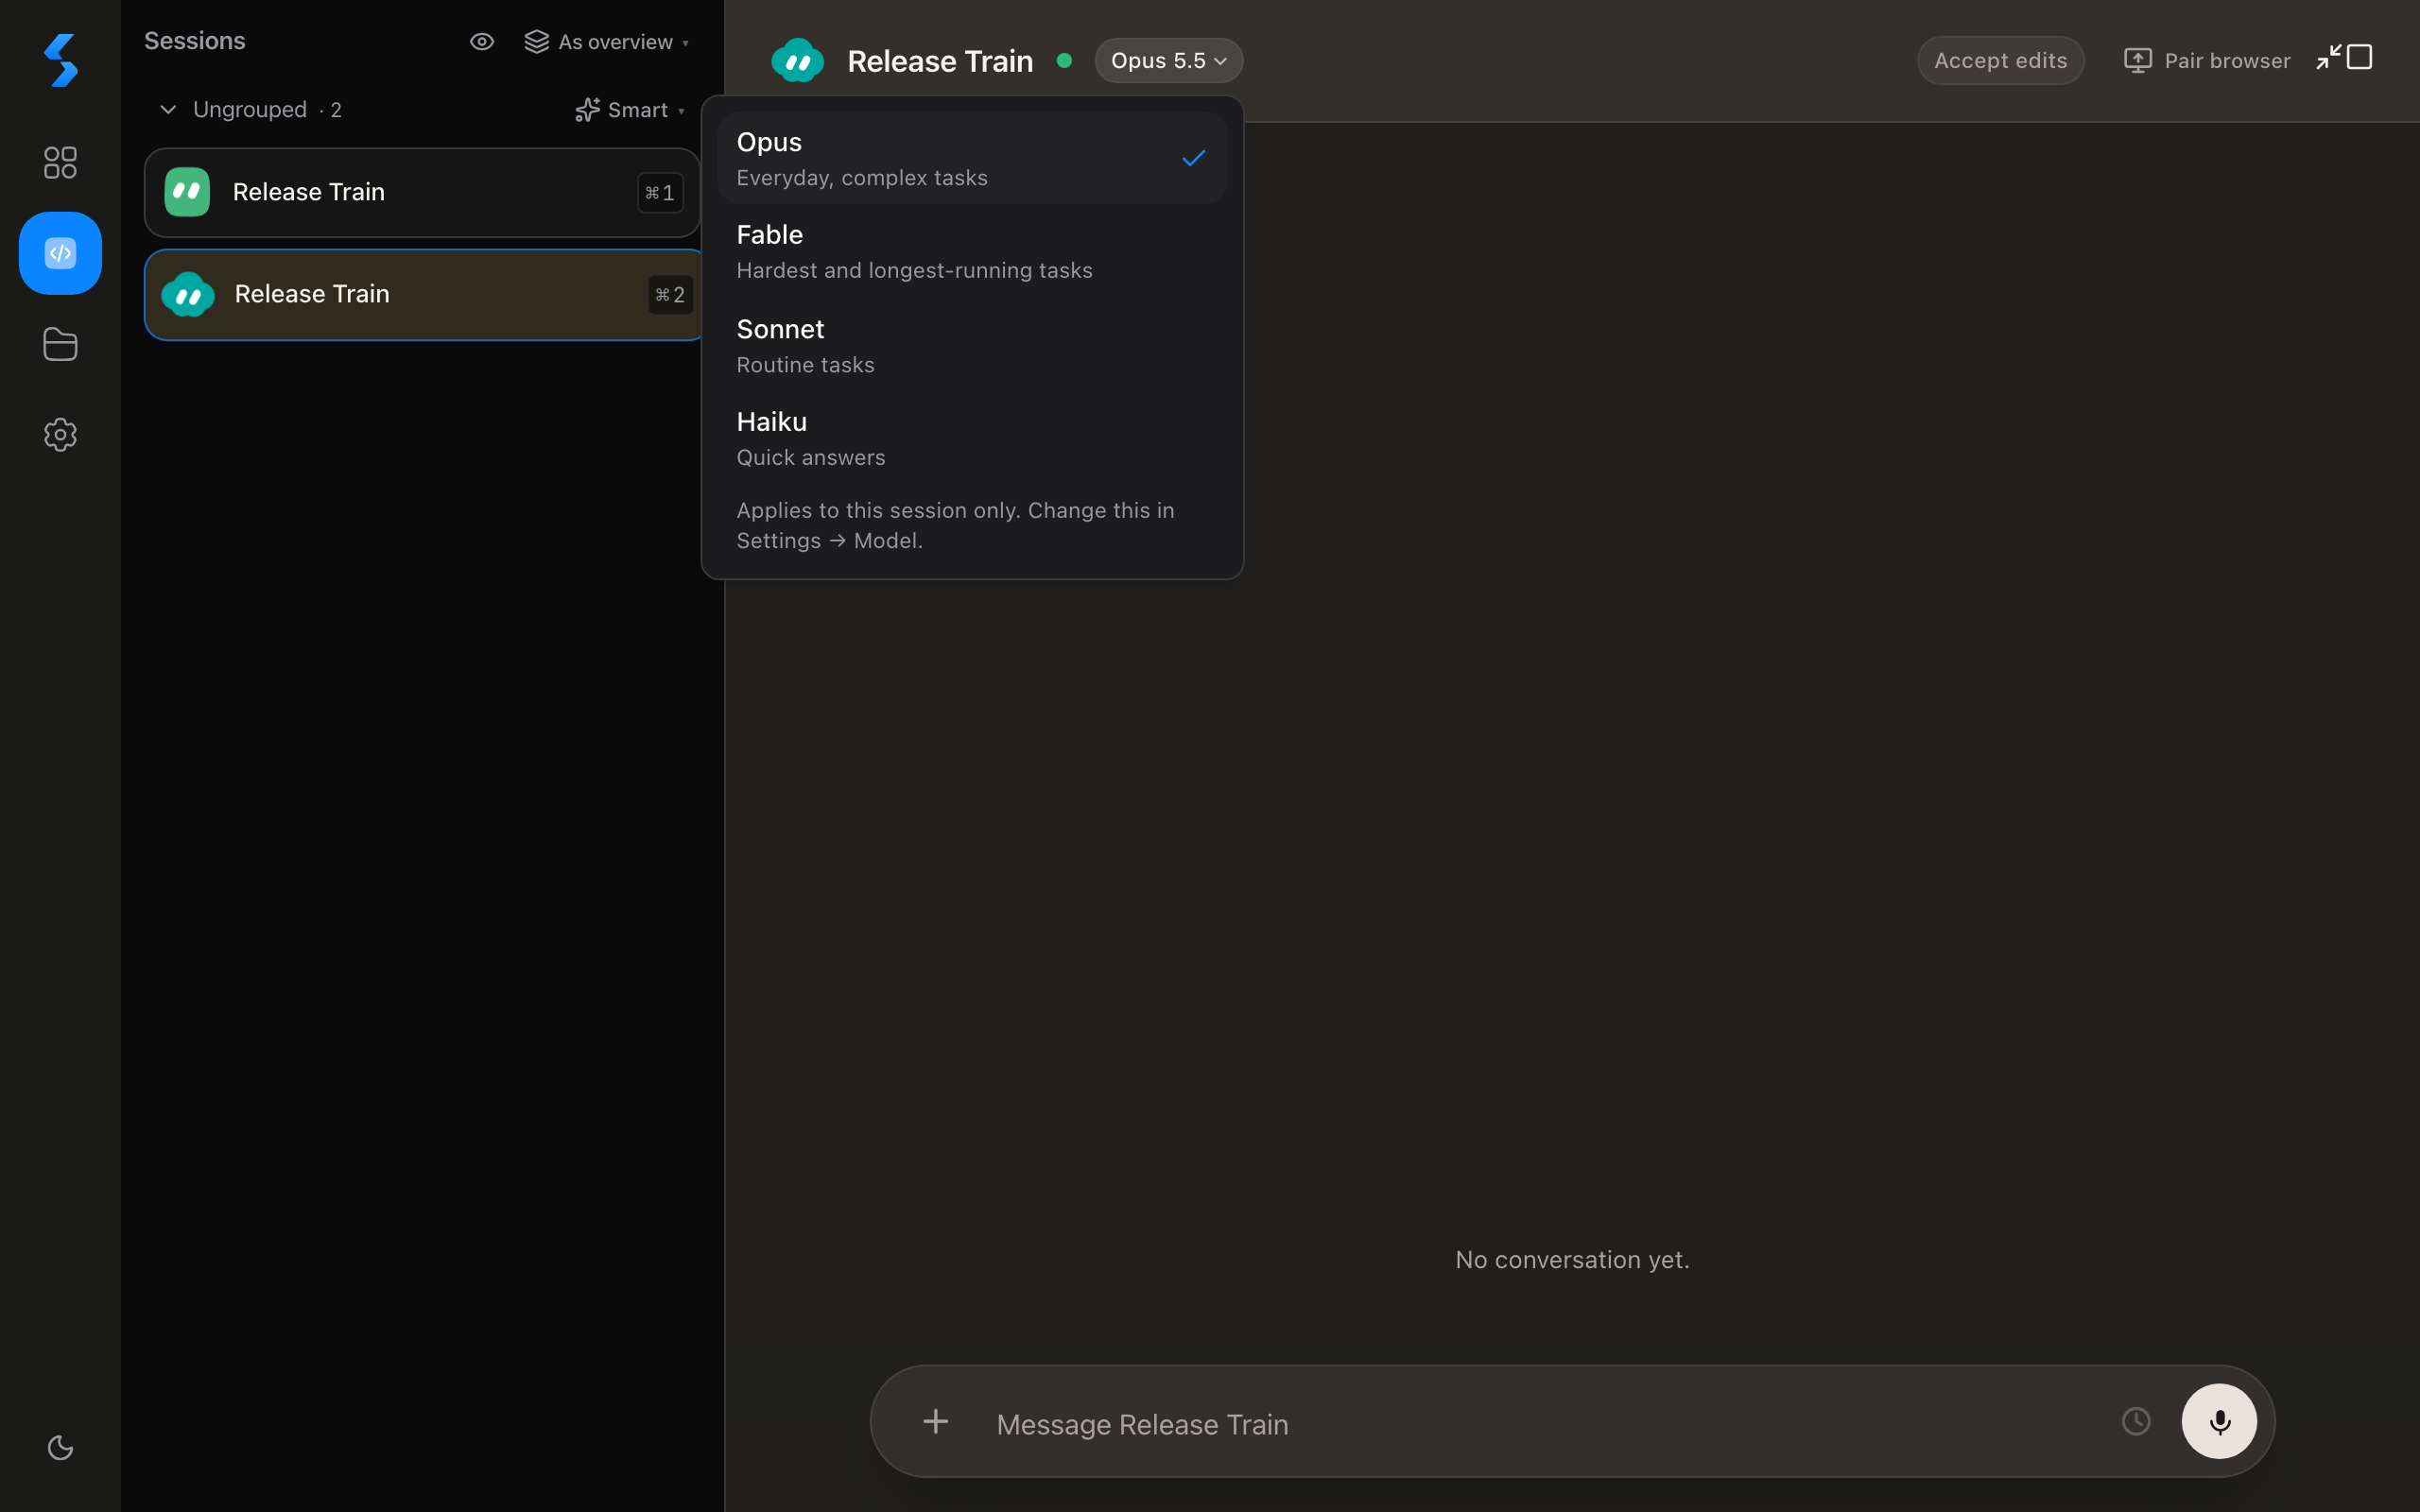 Sessions
As overview
Ungrouped · 2
Smart
Release Train
⌘1
Release Train
⌘2
Release Train
Opus 5.5
Accept edits
Pair browser
Opus
Everyday, complex tasks
Fable
Hardest and longest-running tasks
Sonnet
Routine tasks
Haiku
Quick answers
Applies to this session only. Change this in
Settings → Model.
No conversation yet.
Message Release Train